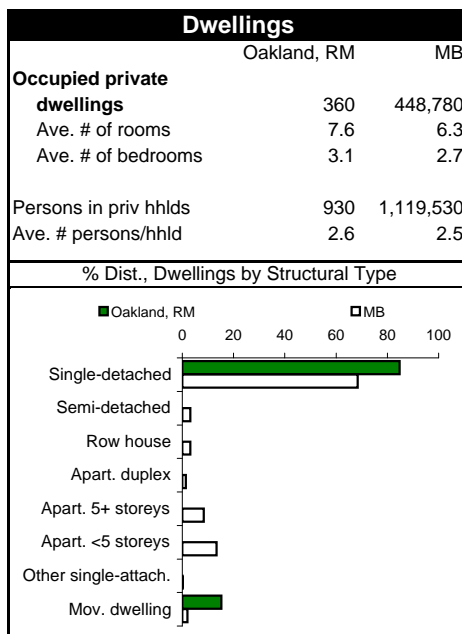 Dwellings
Oakland, RM MB
Occupied private
dwellings 360 448,780
Ave. # of rooms 7.6 6.3
Ave. # of bedrooms 3.1 2.7
Persons in priv hhlds 930 1,119,530
Ave. # persons/hhld 2.6 2.5
% Dist., Dwellings by Structural Type
Oakland, RM MB
0 20 40 60 80 100
Single-detached
Semi-detached
Row house
Apart. duplex
Apart. 5+ storeys
Apart. <5 storeys
Other single-attach.
Mov. dwelling